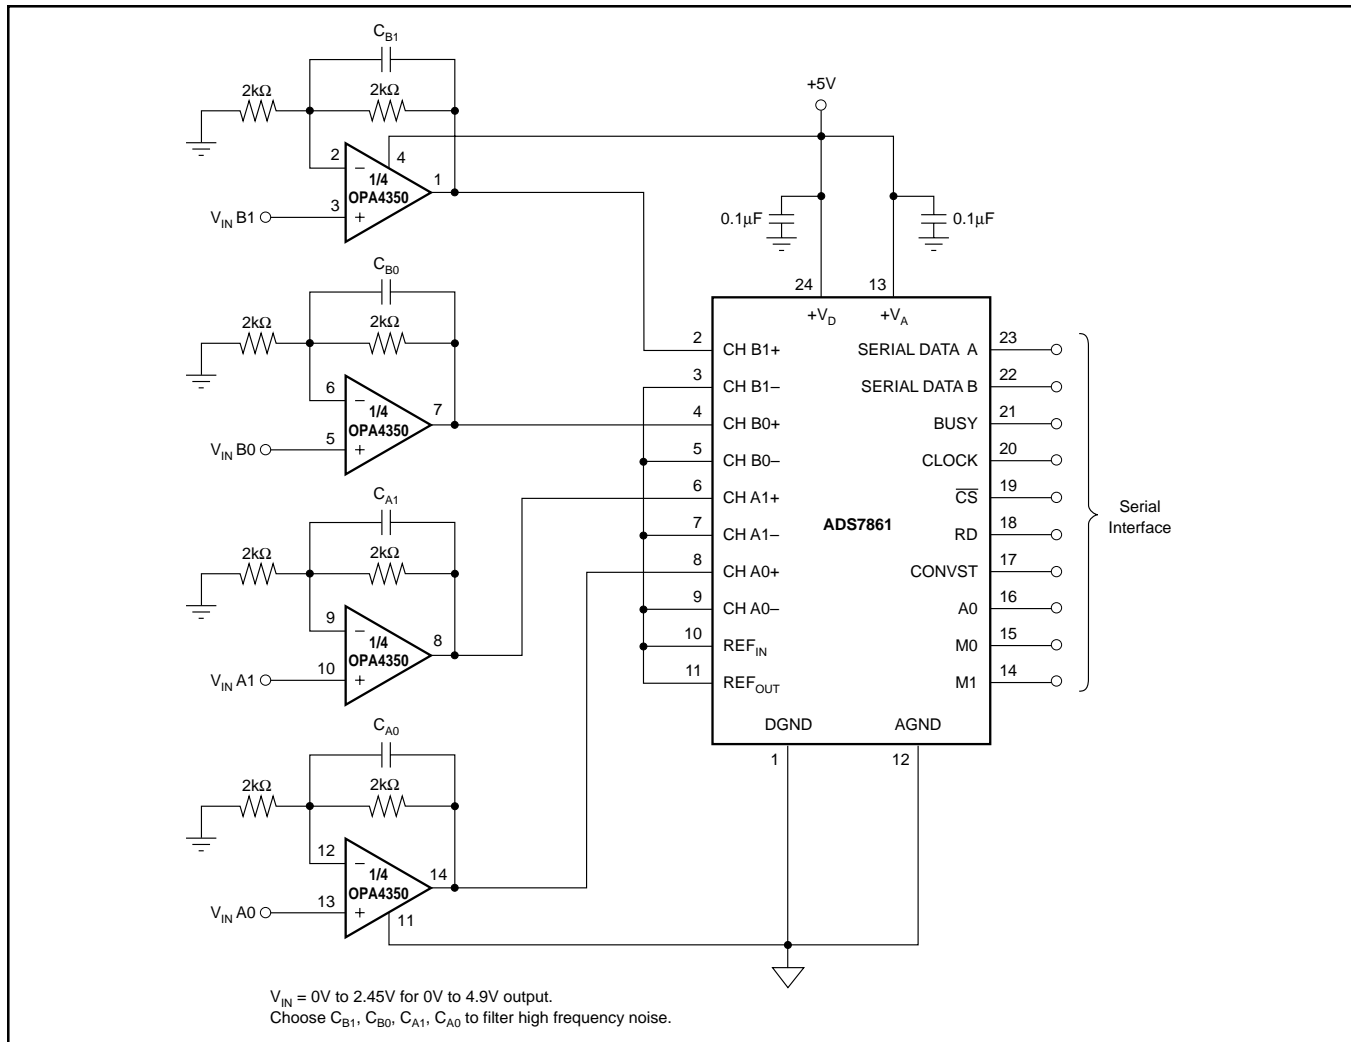 C_B1
2kΩ
2kΩ
+5V
2
4
–
1/4
OPA4350
1
3
+
V_IN B1
0.1µF
0.1µF
C_B0
2kΩ
2kΩ
6
–
1/4
OPA4350
7
5
+
V_IN B0
C_A1
2kΩ
2kΩ
9
–
1/4
OPA4350
8
10
+
V_IN A1
C_A0
2kΩ
2kΩ
12
–
1/4
OPA4350
14
13
+
11
V_IN A0
24
13
+V_D
+V_A
2 CH B1+
3 CH B1–
4 CH B0+
5 CH B0–
6 CH A1+
7 CH A1–
8 CH A0+
9 CH A0–
10 REF_IN
11 REF_OUT
ADS7861
SERIAL DATA A 23
SERIAL DATA B 22
BUSY 21
CLOCK 20
C̅S̅ 19
RD 18
CONVST 17
A0 16
M0 15
M1 14
Serial
Interface
DGND
AGND
1
12
V_IN = 0V to 2.45V for 0V to 4.9V output.
Choose C_B1, C_B0, C_A1, C_A0 to filter high frequency noise.